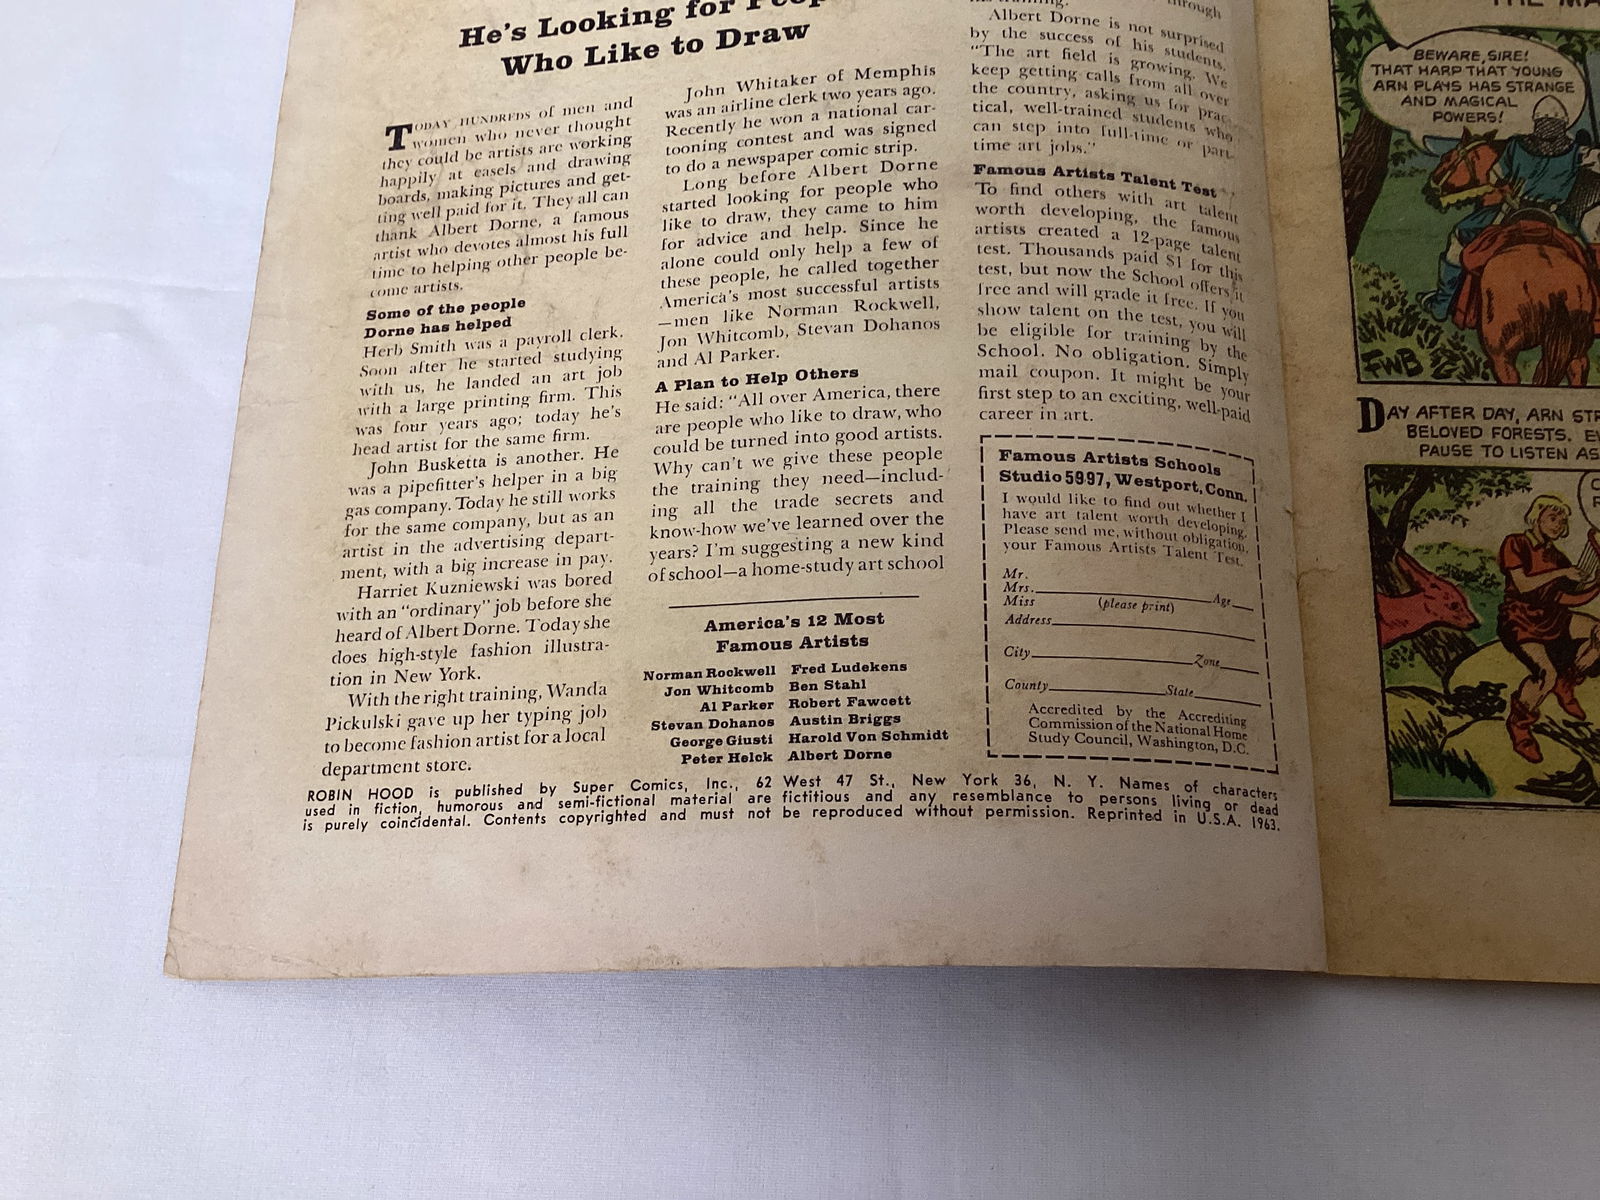 He's Looking for Peop
Who Like to Draw
TODAY HUNDREDS of men and
women who never thought
they could be artists are working
happily at easels and drawing
boards, making pictures and get-
ting well paid for it. They all can
thank Albert Dorne, a famous
artist who devotes almost his full
time to helping other people be-
come artists.
Some of the people
Dorne has helped
Herb Smith was a payroll clerk.
Soon after he started studying
with us, he landed an art job
with a large printing firm. This
was four years ago; today he's
head artist for the same firm.
John Busketta is another. He
was a pipefitter's helper in a big
gas company. Today he still works
for the same company, but as an
artist in the advertising depart-
ment, with a big increase in pay.
Harriet Kuzniewski was bored
with an "ordinary" job before she
heard of Albert Dorne. Today she
does high-style fashion illustra-
tion in New York.
With the right training, Wanda
Pickulski gave up her typing job
to become fashion artist for a local
department store.
John Whitaker of Memphis
was an airline clerk two years ago.
Recently he won a national car-
tooning contest and was signed
to do a newspaper comic strip.
Long before Albert Dorne
started looking for people who
like to draw, they came to him
for advice and help. Since he
alone could only help a few of
these people, he called together
America's most successful artists
—men like Norman Rockwell,
Jon Whitcomb, Stevan Dohanos
and Al Parker.
A Plan to Help Others
He said: "All over America, there
are people who like to draw, who
could be turned into good artists.
Why can't we give these people
the training they need—includ-
ing all the trade secrets and
know-how we've learned over the
years? I'm suggesting a new kind
of school—a home-study art school
America's 12 Most
Famous Artists
Norman Rockwell Fred Ludekens
Jon Whitcomb Ben Stahl
Al Parker Robert Fawcett
Stevan Dohanos Austin Briggs
George Giusti Harold Von Schmidt
Peter Helck Albert Dorne
through
his training.
Albert Dorne is not surprised
by the success of his students.
"The art field is growing. We
keep getting calls from all over
the country, asking us for prac-
tical, well-trained students who
can step into full-time or part-
time art jobs."
Famous Artists Talent Test
To find others with art talent
worth developing, the famous
artists created a 12-page talent
test. Thousands paid $1 for this
test, but now the School offers it
free and will grade it free. If you
show talent on the test, you will
be eligible for training by the
School. No obligation. Simply
mail coupon. It might be your
first step to an exciting, well-paid
career in art.
Famous Artists Schools
Studio 5997, Westport, Conn.
I would like to find out whether I
have art talent worth developing.
Please send me, without obligation,
your Famous Artists Talent Test.
Mr.
Mrs. Age
Miss (please print)
Address
City Zone
County State
Accredited by the Accrediting
Commission of the National Home
Study Council, Washington, D.C.
ROBIN HOOD is published by Super Comics, Inc., 62 West 47 St., New York 36, N. Y. Names of characters
used in fiction, humorous and semi-fictional material are fictitious and any resemblance to persons living or dead
is purely coincidental. Contents copyrighted and must not be reproduced without permission. Reprinted in U.S.A. 1963.
THE MA
BEWARE, SIRE!
THAT HARP THAT YOUNG
ARN PLAYS HAS STRANGE
AND MAGICAL
POWERS!
FWB
DAY AFTER DAY, ARN STR
BELOVED FORESTS. EV
PAUSE TO LISTEN AS